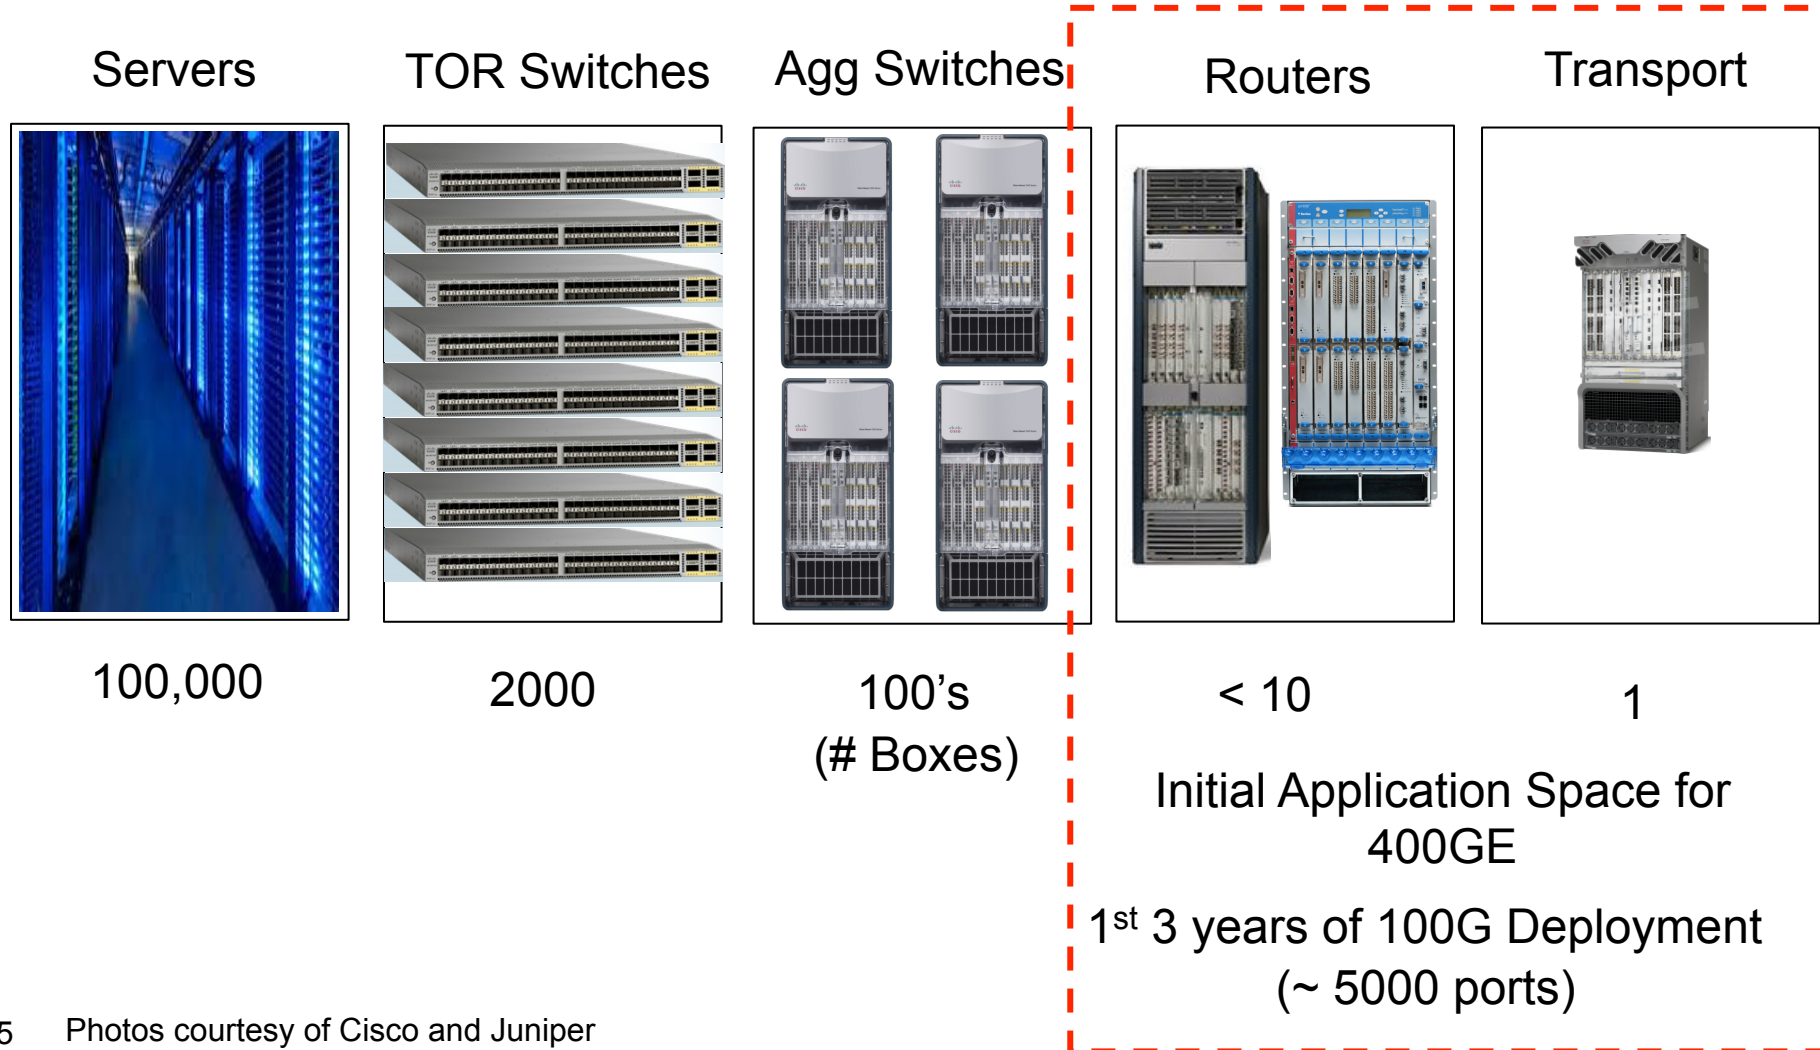 Servers
TOR Switches
Agg Switches
Routers
Transport
100,000
2000
100’s
(# Boxes)
< 10
1
Initial Application Space for
400GE
1st 3 years of 100G Deployment
(~ 5000 ports)
5
Photos courtesy of Cisco and Juniper